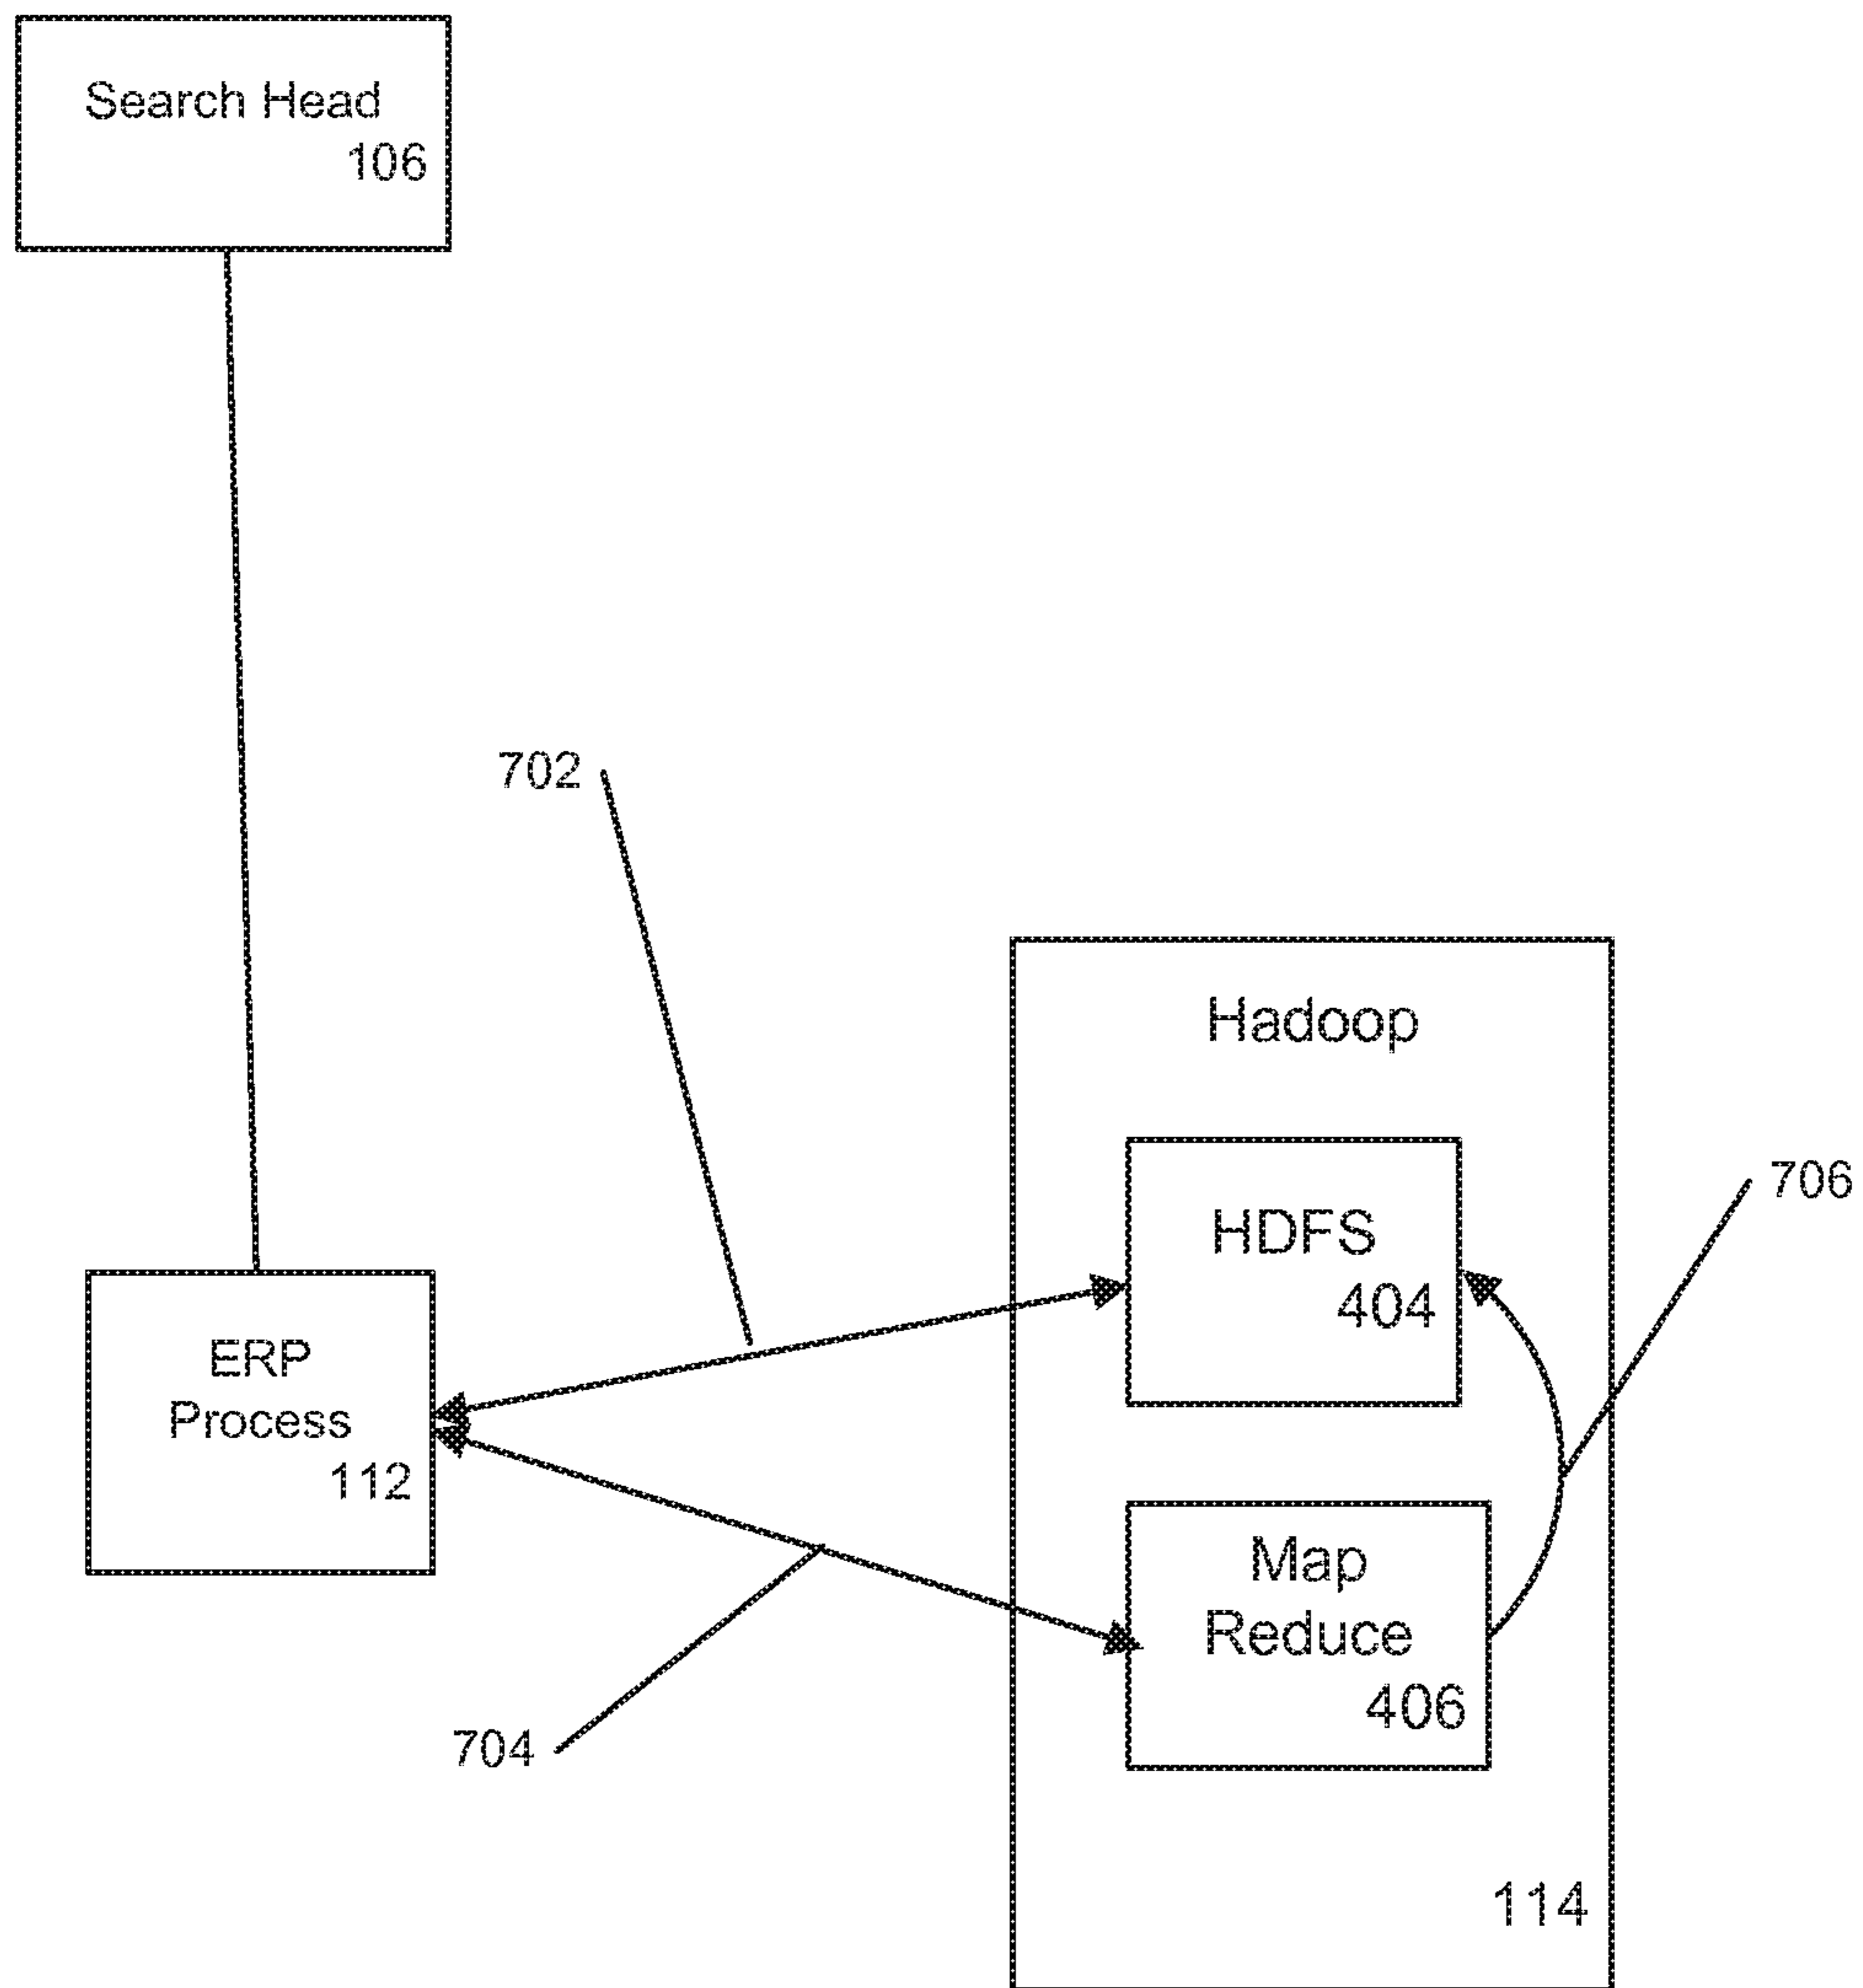 Search Head
106
702
Hadoop
706
HDFS
404
ERP
Process
112
Map
Reduce
406
704
114